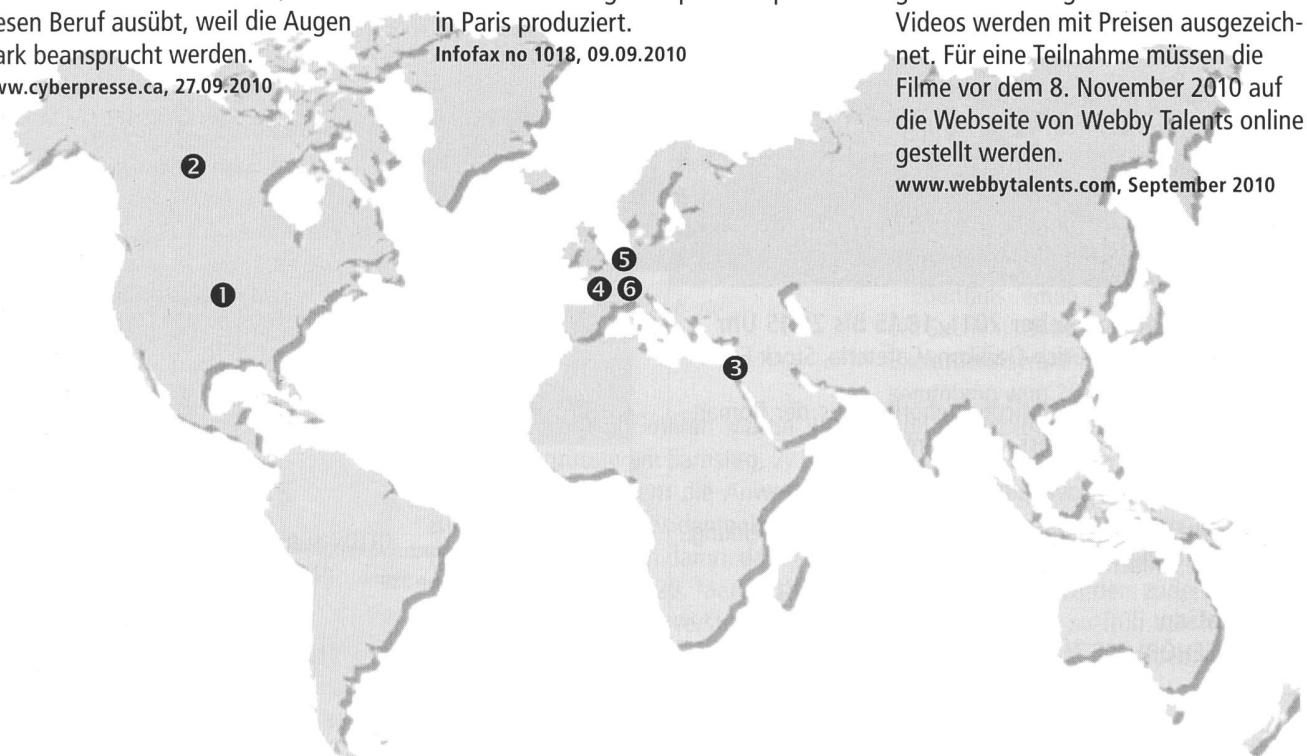 esen Beruf ausübt, weil die Augen
ark beansprucht werden.
ww.cyberpresse.ca, 27.09.2010
in Paris produziert.
Infofax no 1018, 09.09.2010
Videos werden mit Preisen ausgezeich-
net. Für eine Teilnahme müssen die
Filme vor dem 8. November 2010 auf
die Webseite von Webby Talents online
gestellt werden.
www.webbytalents.com, September 2010
2
5
4 6
1
3